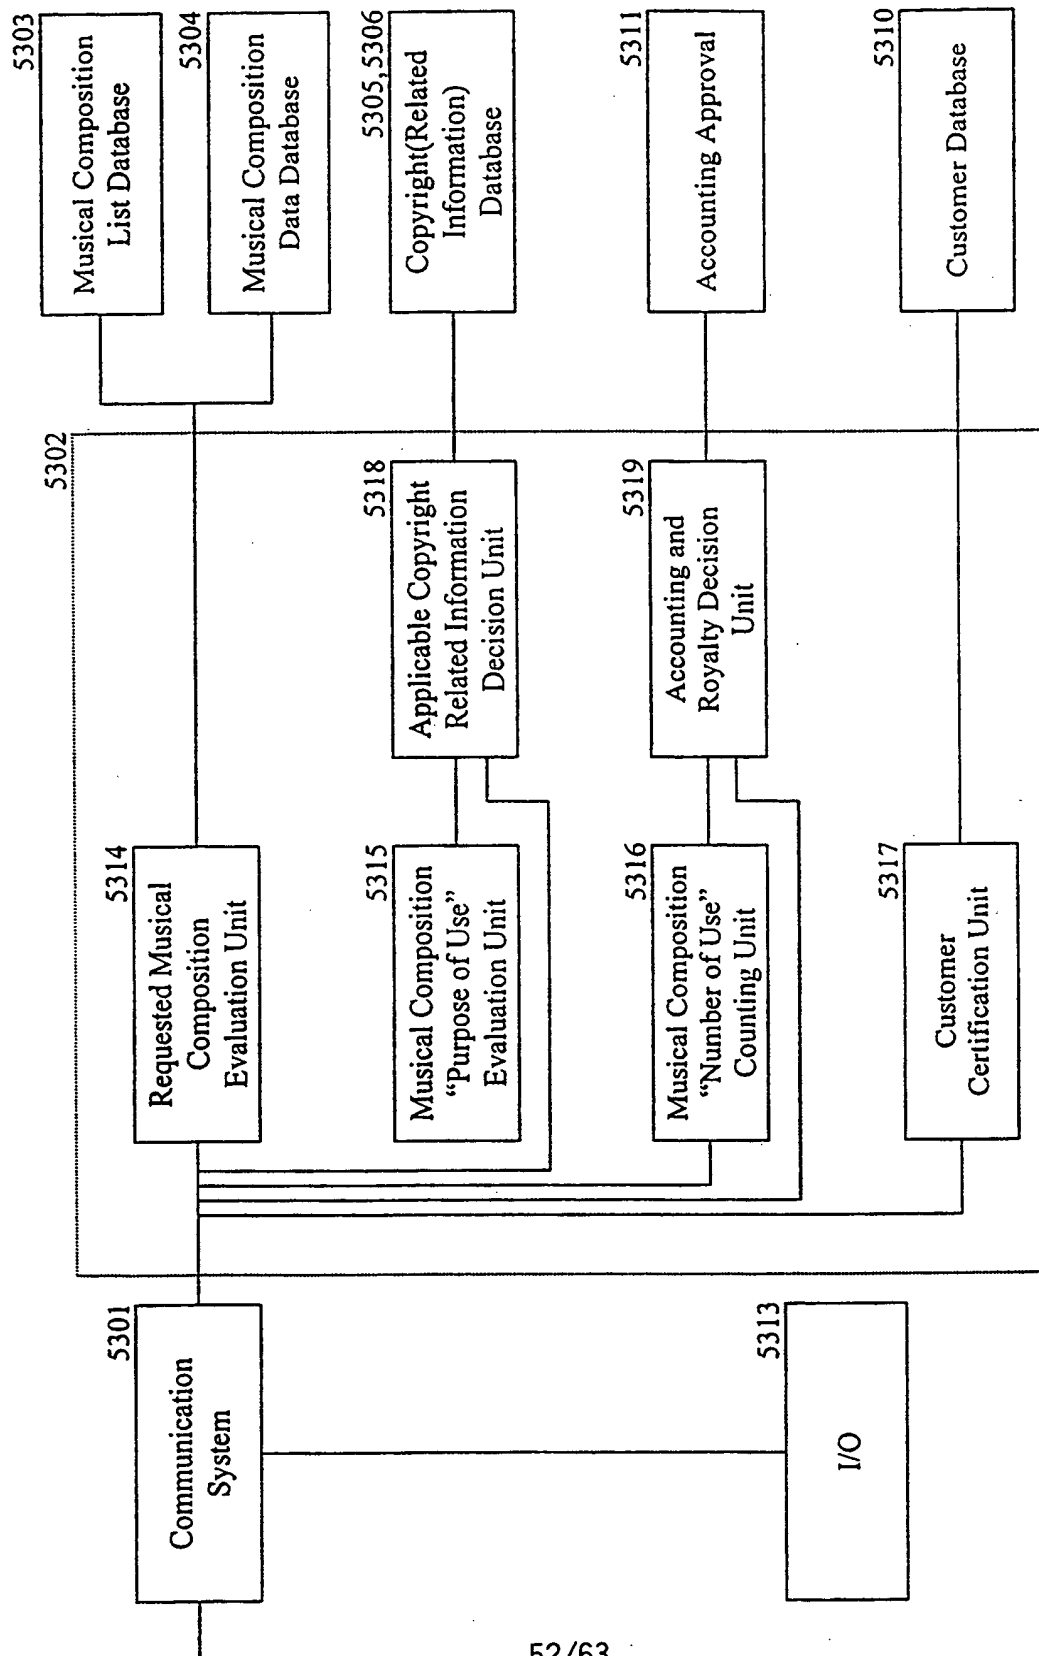 5301
Communication
System
5313
I/O
5302
5314
Requested Musical
Composition
Evaluation Unit
5315
Musical Composition
“Purpose of Use”
Evaluation Unit
5316
Musical Composition
“Number of Use”
Counting Unit
5317
Customer
Certification Unit
5318
Applicable Copyright
Related Information
Decision Unit
5319
Accounting and
Royalty Decision
Unit
5303
Musical Composition
List Database
5304
Musical Composition
Data Database
5305,5306
Copyright(Related
Information)
Database
5311
Accounting Approval
5310
Customer Database
52/63